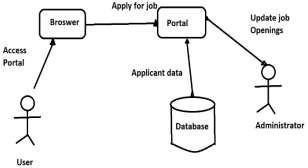 Apply for job
Update job
Openings
Broswer
Portal
Access
Portal
Applicant data
Database
Administrator
User